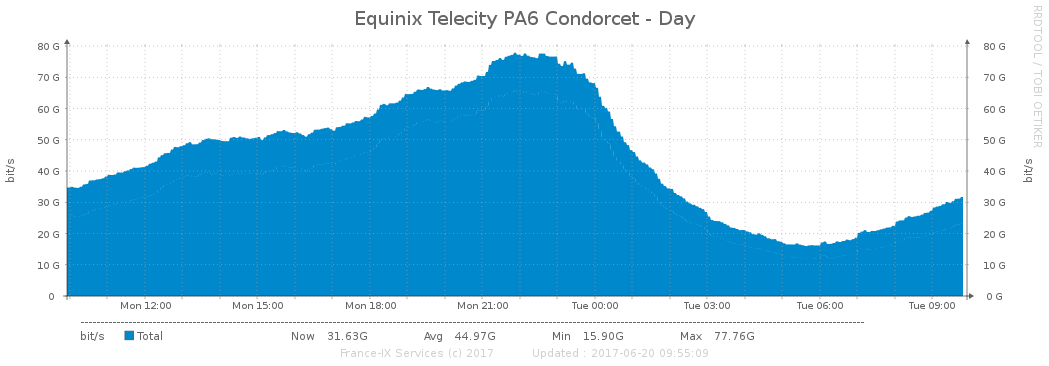 Equinix Telecity PA6 Condorcet - Day
RRDTOOL / TOBI OETIKER
80 G 80 G
70 G 70 G
60 G 60 G
50 G 50 G
40 G 40 G
30 G 30 G
20 G 20 G
10 G 10 G
0 0 G
bit/s bit/s
Mon 12:00 Mon 15:00 Mon 18:00 Mon 21:00 Tue 00:00 Tue 03:00 Tue 06:00 Tue 09:00
bit/s Total Now 31.63G Avg 44.97G Min 15.90G Max 77.76G
France-IX Services (c) 2017 Updated : 2017-06-20 09:55:09